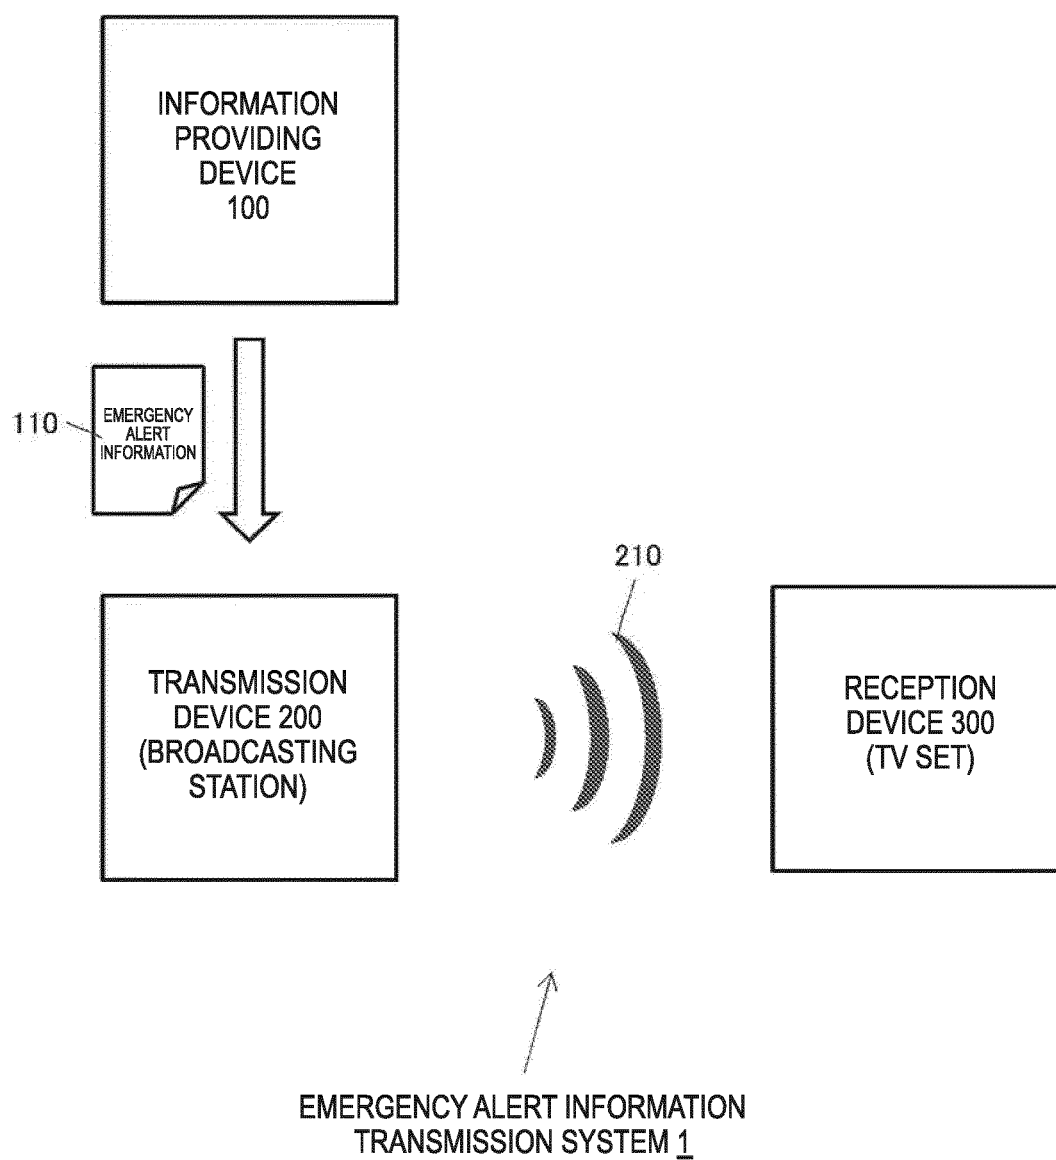 INFORMATION
PROVIDING
DEVICE
100
110
EMERGENCY
ALERT
INFORMATION
210
TRANSMISSION
DEVICE 200
(BROADCASTING
STATION)
RECEPTION
DEVICE 300
(TV SET)
EMERGENCY ALERT INFORMATION
TRANSMISSION SYSTEM 1